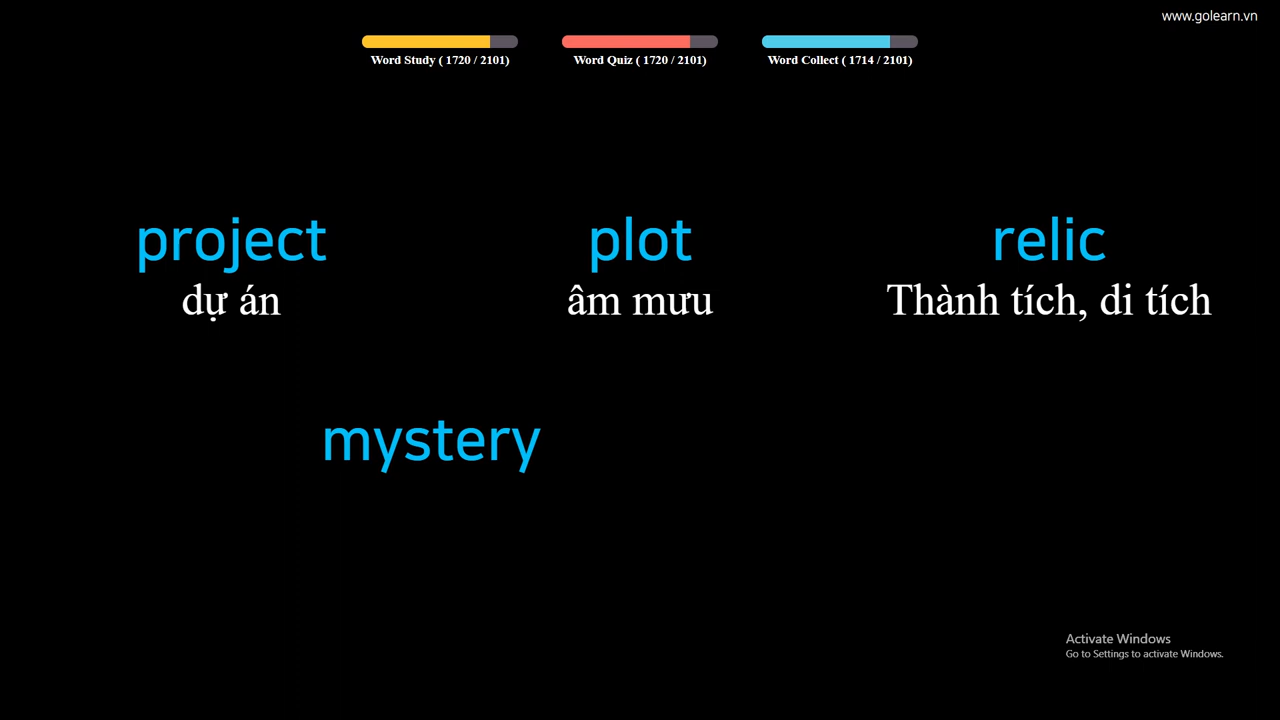 www.golearn.vn
Word Study ( 1720 / 2101) Word Quiz ( 1720 / 2101) Word Collect ( 1714 / 2101)
project plot relic
dự án âm mưu Thành tích, di tích
mystery
Activate Windows
Go to Settings to activate Windows.